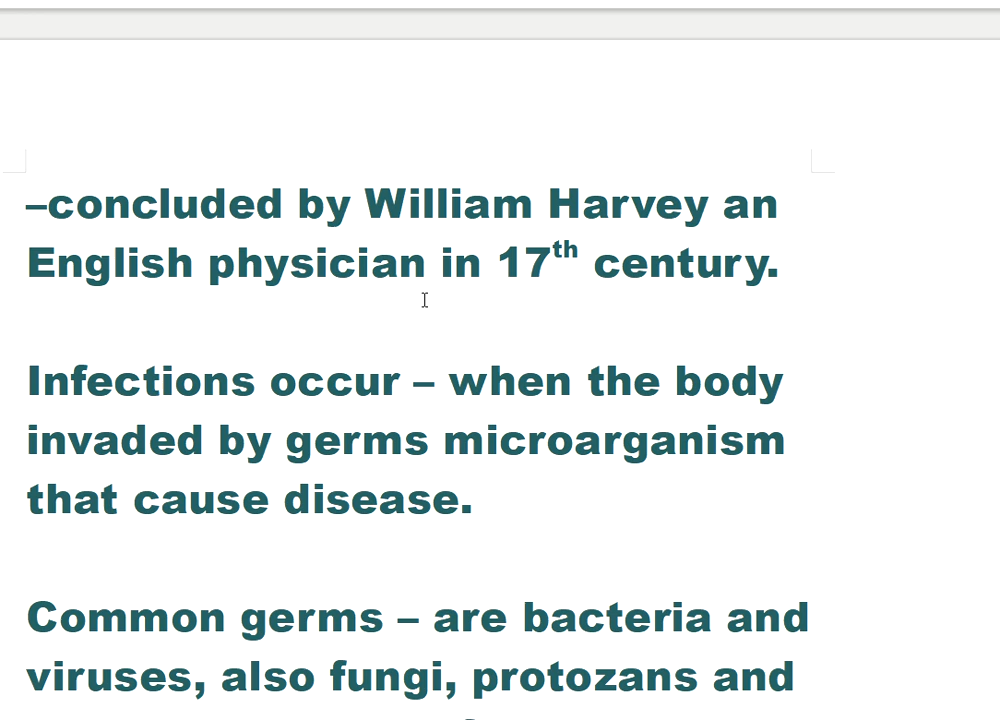 –concluded by William Harvey an
English physician in 17th century.
Infections occur – when the body
invaded by germs microarganism
that cause disease.
Common germs – are bacteria and
viruses, also fungi, protozans and